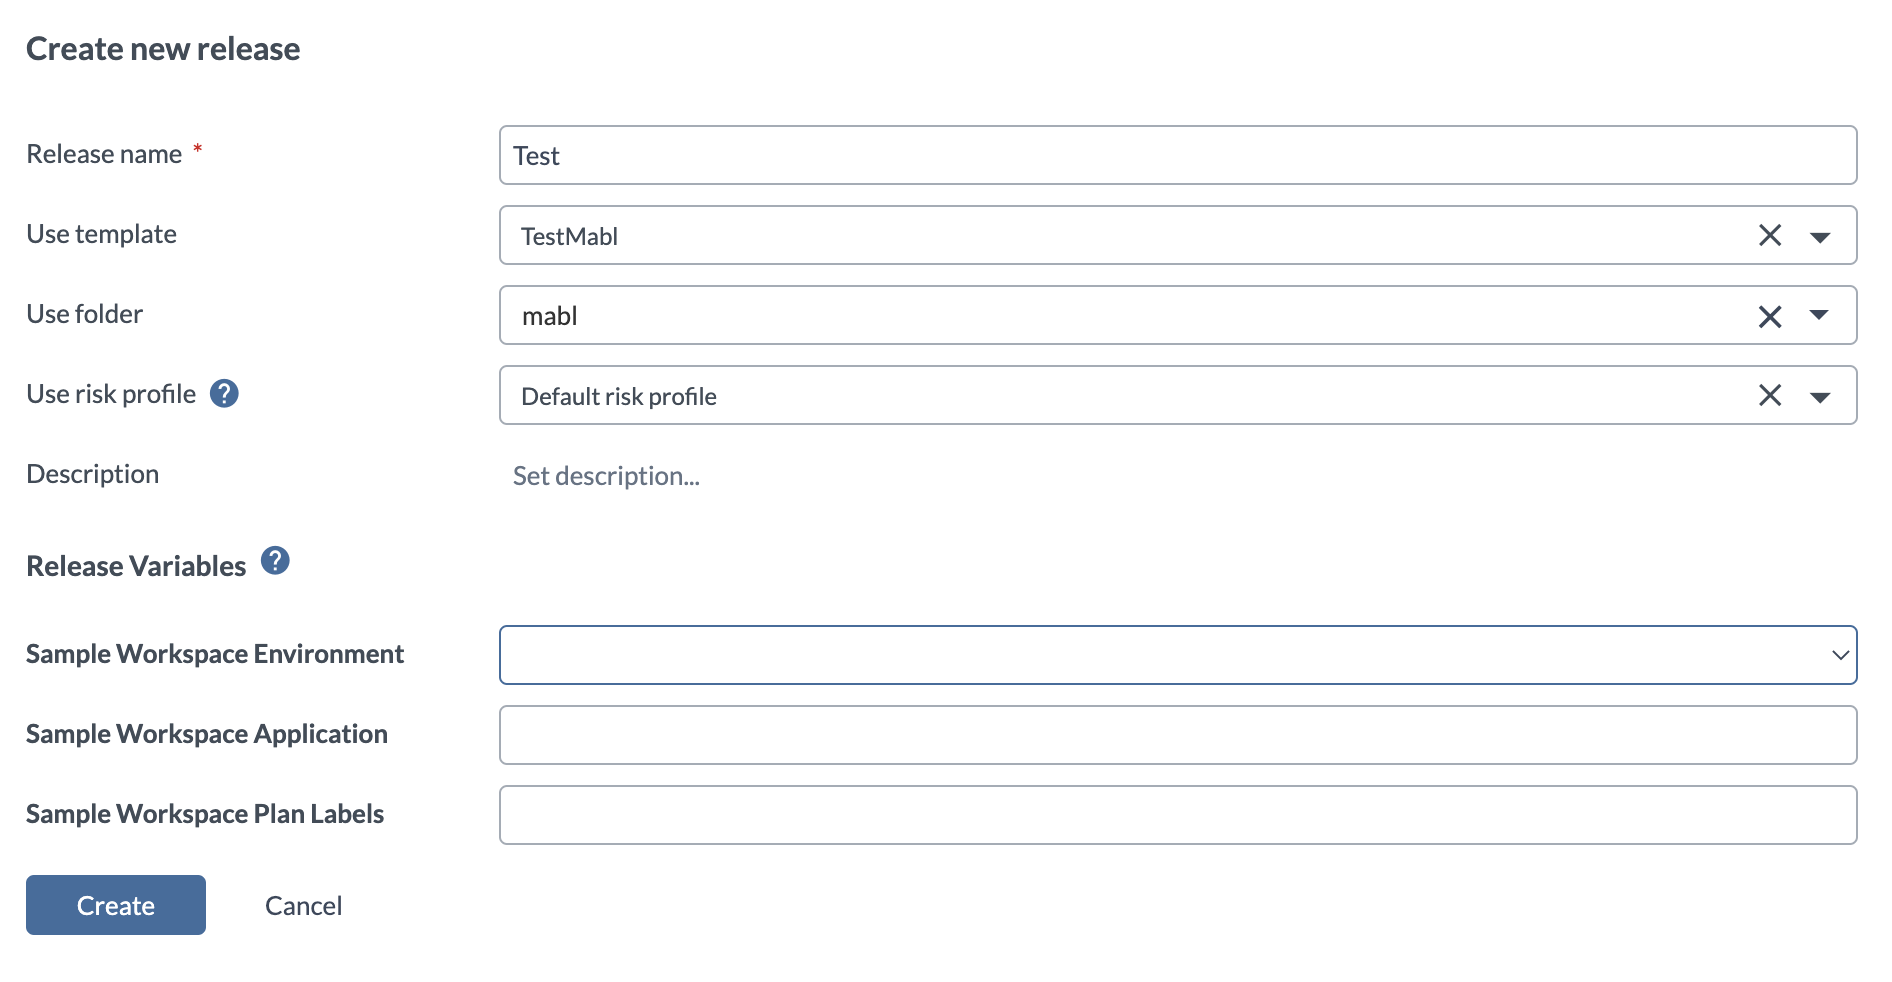 Create new release
Release name *
Test
Use template
TestMabl
Use folder
mabl
Use risk profile ?
Default risk profile
Description
Set description...
Release Variables ?
Sample Workspace Environment
Sample Workspace Application
Sample Workspace Plan Labels
Create
Cancel